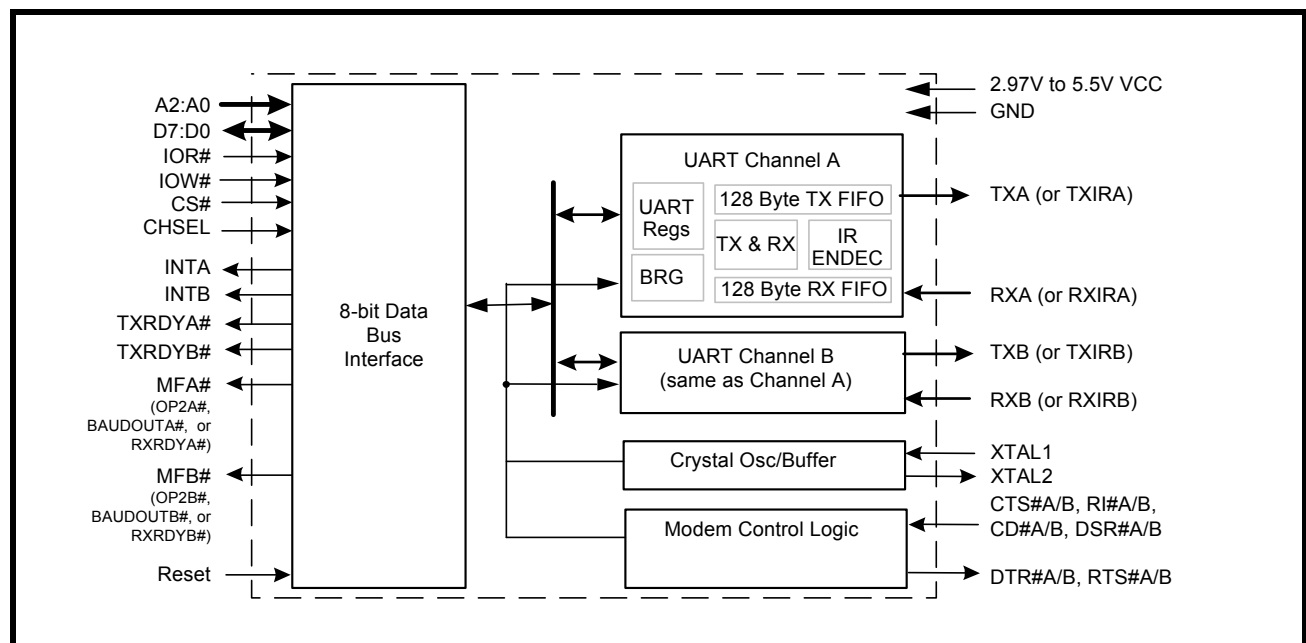 A2:A0
D7:D0
IOR#
IOW#
CS#
CHSEL
INTA
INTB
TXRDYA#
TXRDYB#
MFA#
(OP2A#,
BAUDOUTA#, or
RXRDYA#)
MFB#
(OP2B#,
BAUDOUTB#, or
RXRDYB#)
Reset
8-bit Data
Bus
Interface
UART Channel A
UART
Regs
BRG
128 Byte TX FIFO
TX & RX
IR
ENDEC
128 Byte RX FIFO
UART Channel B
(same as Channel A)
Crystal Osc/Buffer
Modem Control Logic
2.97V to 5.5V VCC
GND
TXA (or TXIRA)
RXA (or RXIRA)
TXB (or TXIRB)
RXB (or RXIRB)
XTAL1
XTAL2
CTS#A/B, RI#A/B,
CD#A/B, DSR#A/B
DTR#A/B, RTS#A/B